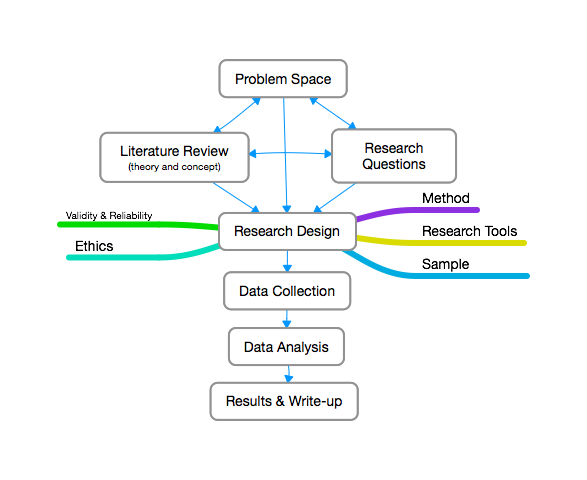 Problem Space
Literature Review
(theory and concept)
Research
Questions
Method
Validity & Reliability
Research Design
Research Tools
Ethics
Sample
Data Collection
Data Analysis
Results & Write-up